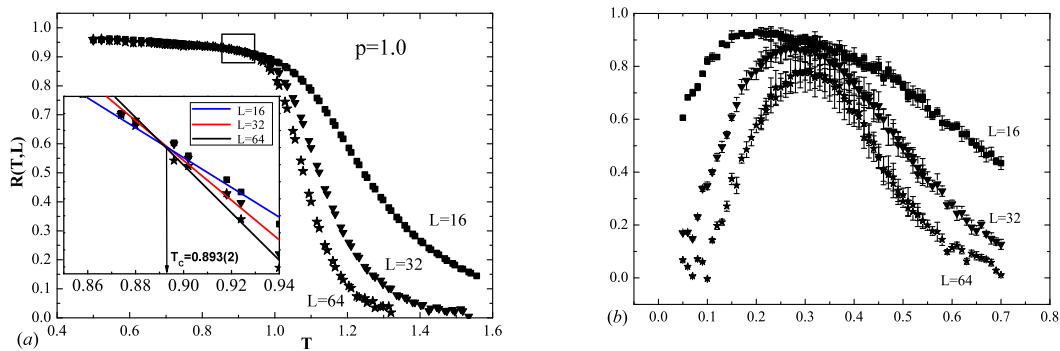 1.0
0.9
0.8
0.7
0.6
0.5
0.4
0.3
0.2
0.1
0.0
R(T,L)
p=1.0
L=16
L=32
L=64
T_C=0.893(2)
0.86 0.88 0.90 0.92 0.94
L=16
L=32
L=64
0.4 0.6 0.8 1.0 1.2 1.4 1.6
T
(a)
1.0
0.8
0.6
0.4
0.2
0.0
L=16
L=32
L=64
0.0 0.1 0.2 0.3 0.4 0.5 0.6 0.7 0.8
(b)